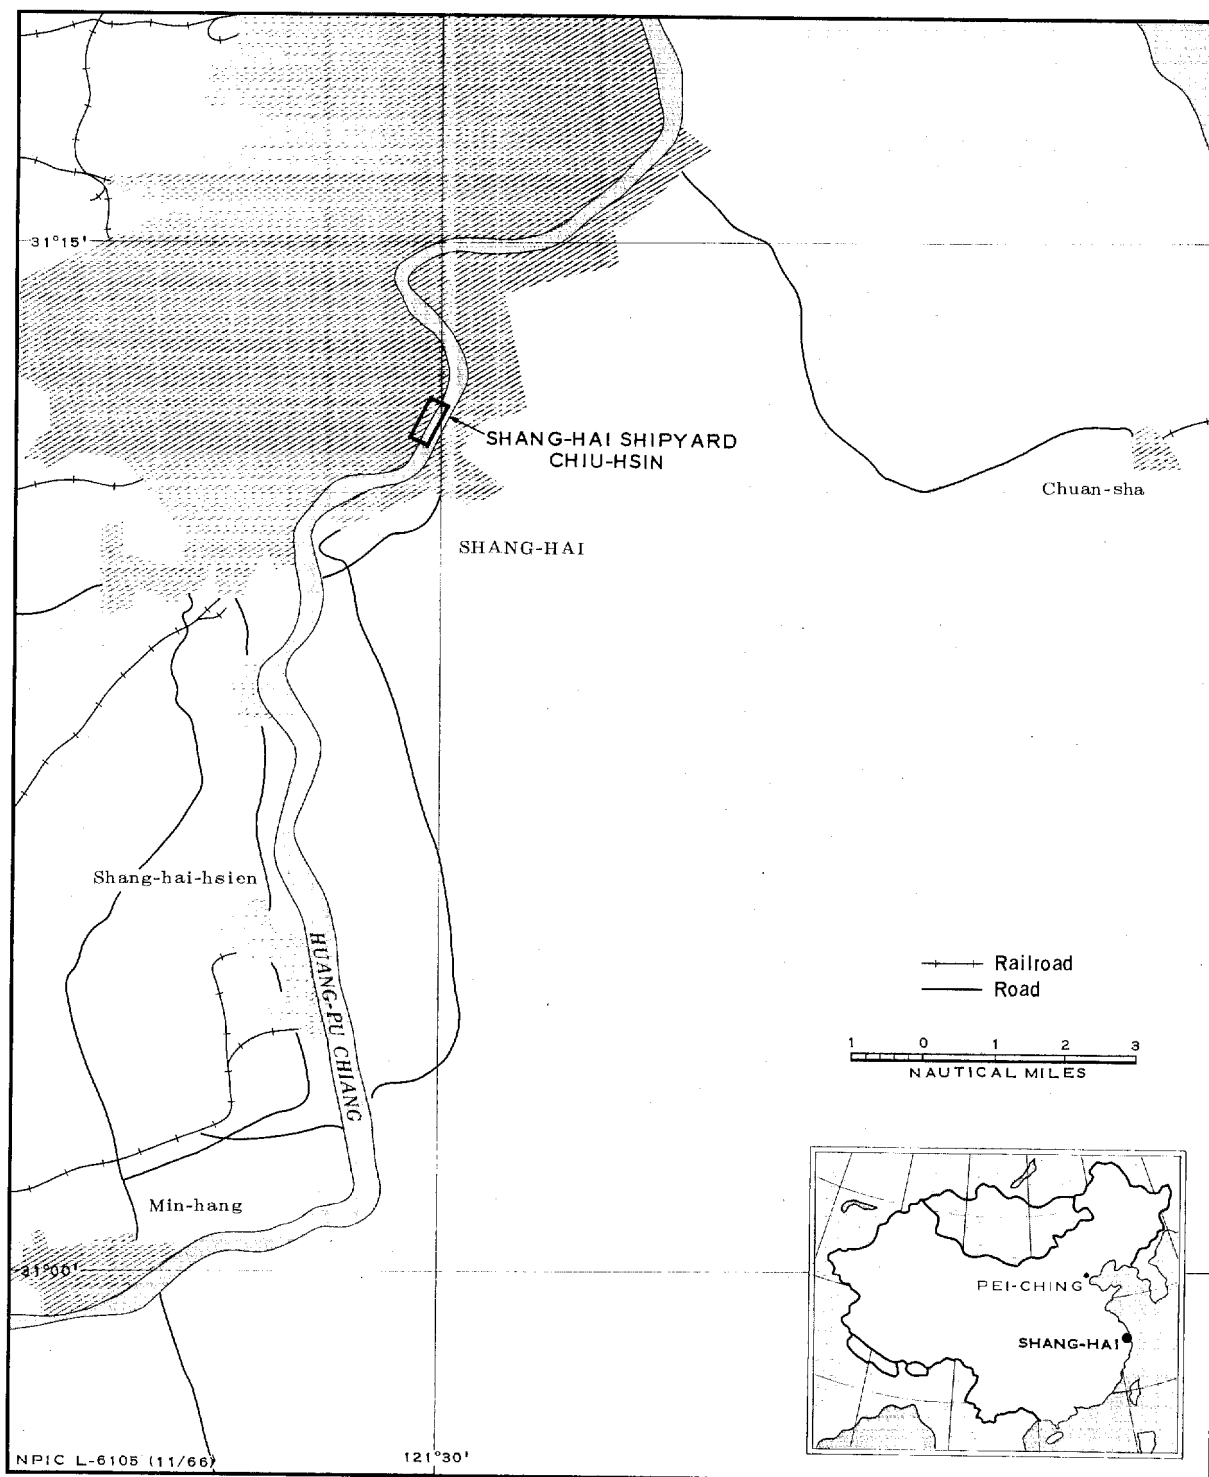 31°15'
SHANG-HAI SHIPYARD
CHIU-HSIN
Chuan-sha
SHANG-HAI
Shang-hai-hsien
HUANG-PU CHIANG
Railroad
Road
1 0 1 2 3
NAUTICAL MILES
Min-hang
31°00'
PEI-CHING
SHANG-HAI
NPIC L-6105 (11/66)
121°30'